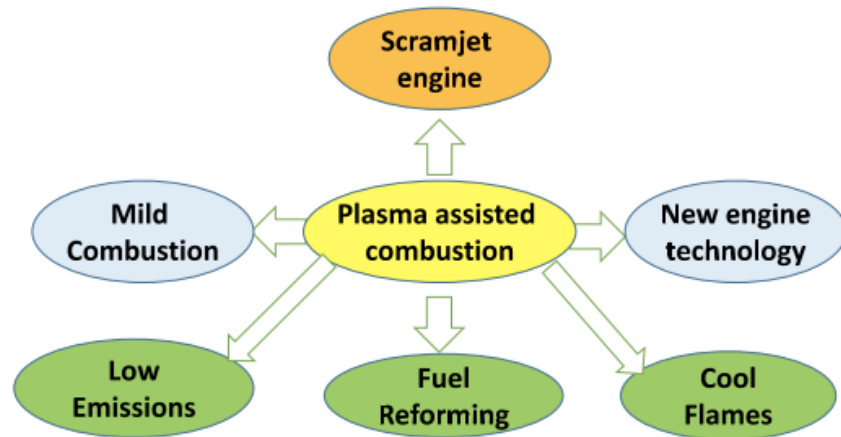 Scramjet
engine
Mild
Combustion
Plasma assisted
combustion
New engine
technology
Low
Emissions
Fuel
Reforming
Cool
Flames